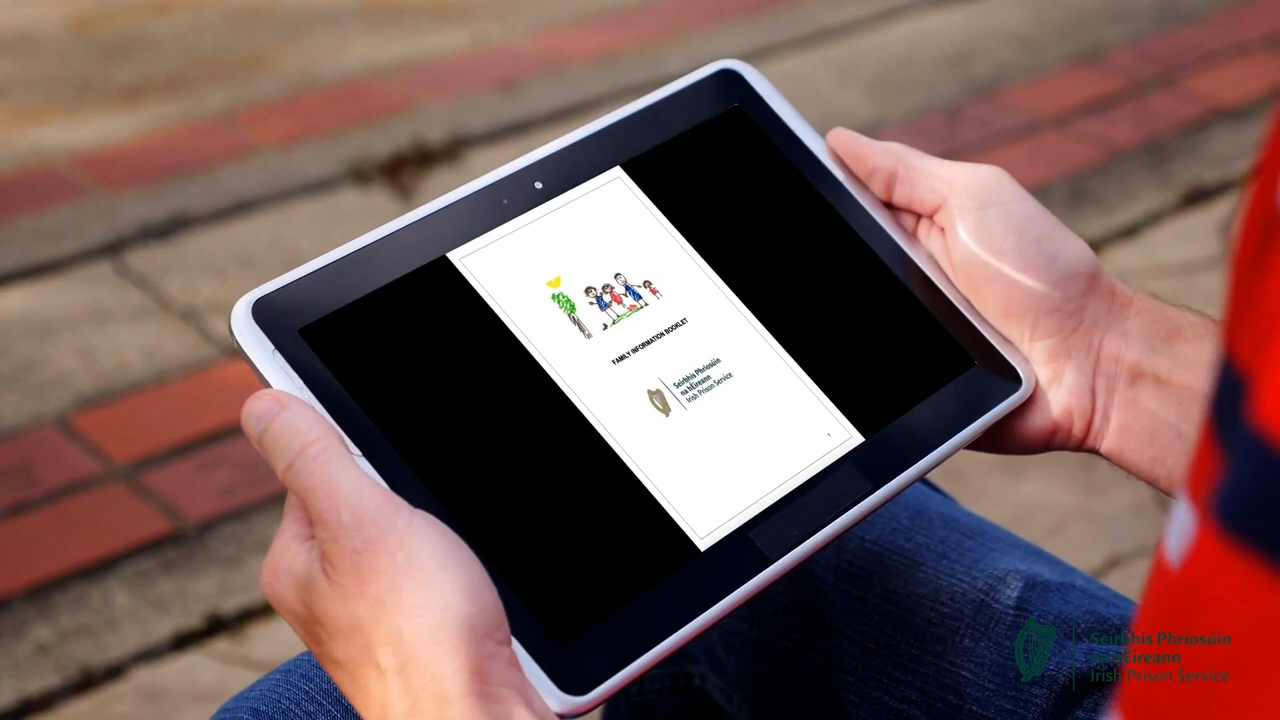 FAMILY INFORMATION BOOKLET
Seirbhís Phríosúin
na hÉireann
Irish Prison Service
1
Seirbhís Phríosúin
na hÉireann
Irish Prison Service